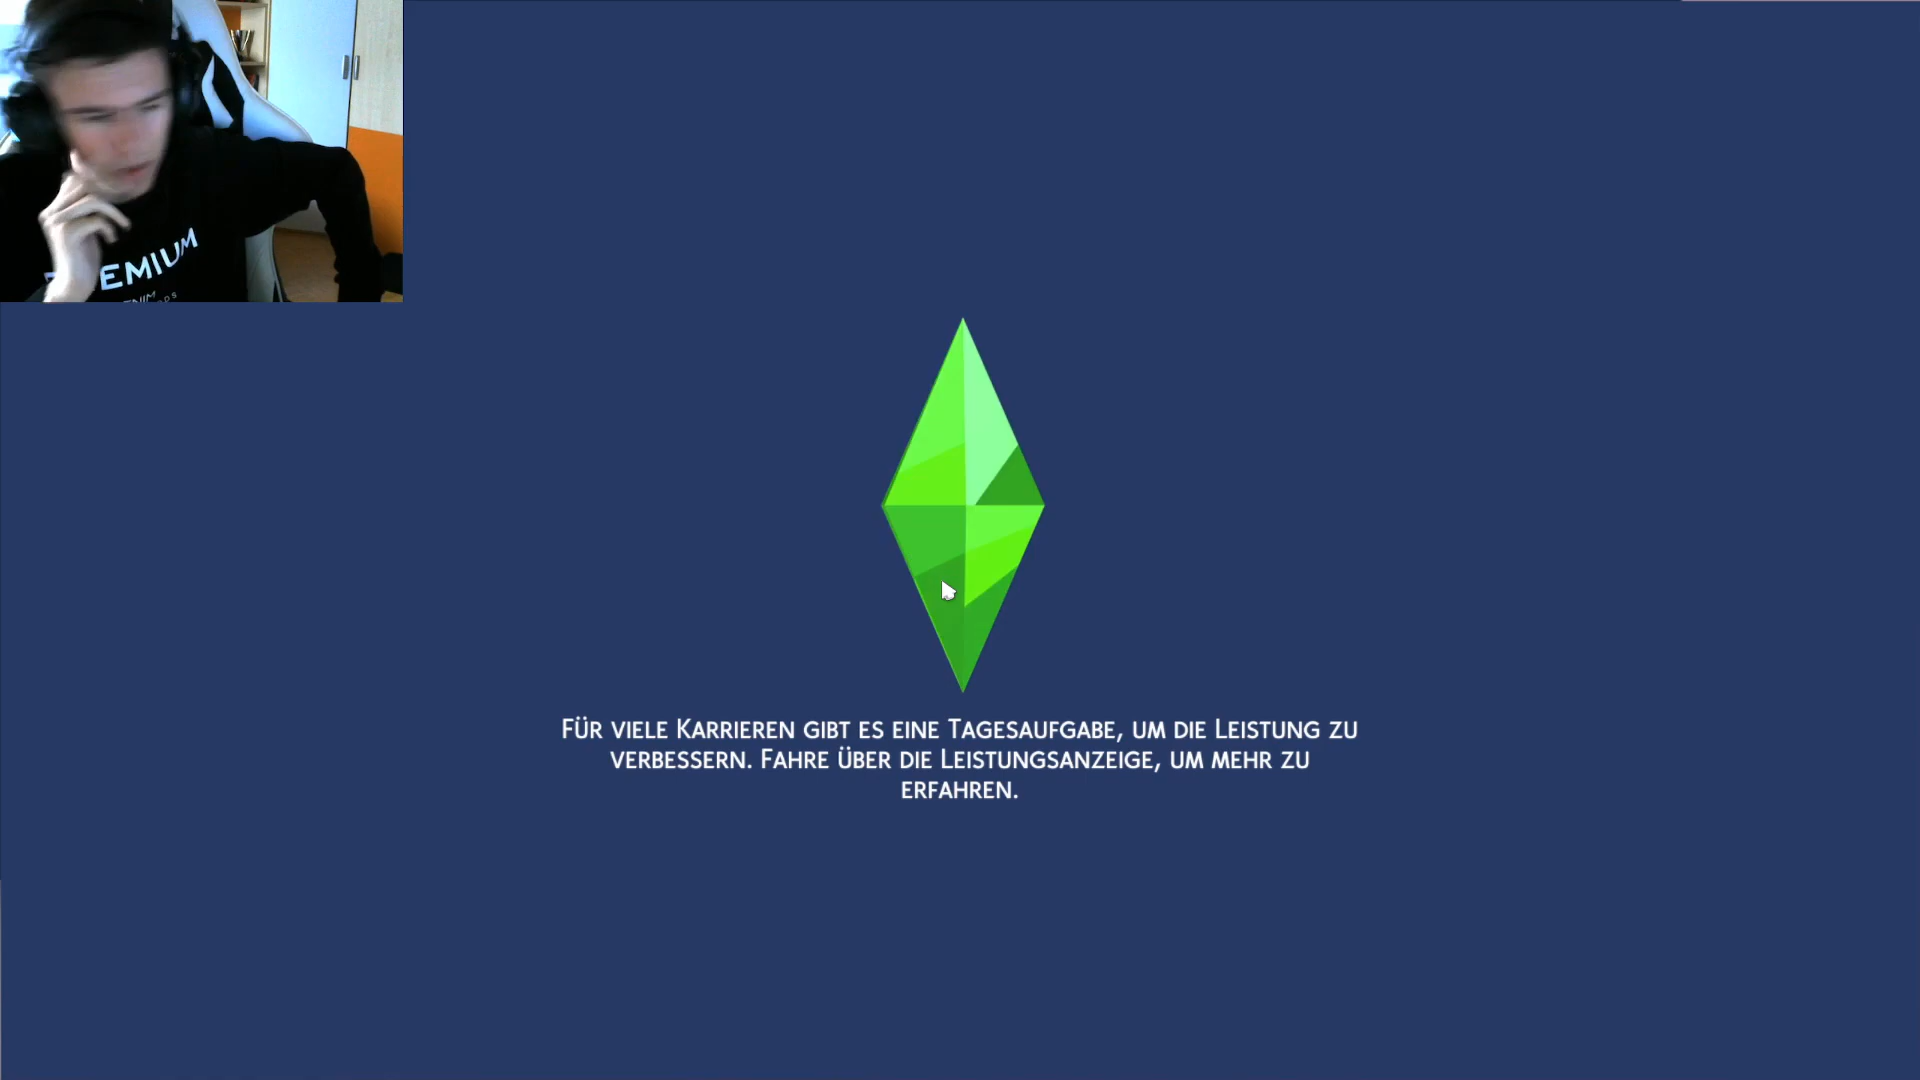 EMIUM
FÜR VIELE KARRIEREN GIBT ES EINE TAGESAUFGABE, UM DIE LEISTUNG ZU
VERBESSERN. FAHRE ÜBER DIE LEISTUNGSANZEIGE, UM MEHR ZU
ERFAHREN.